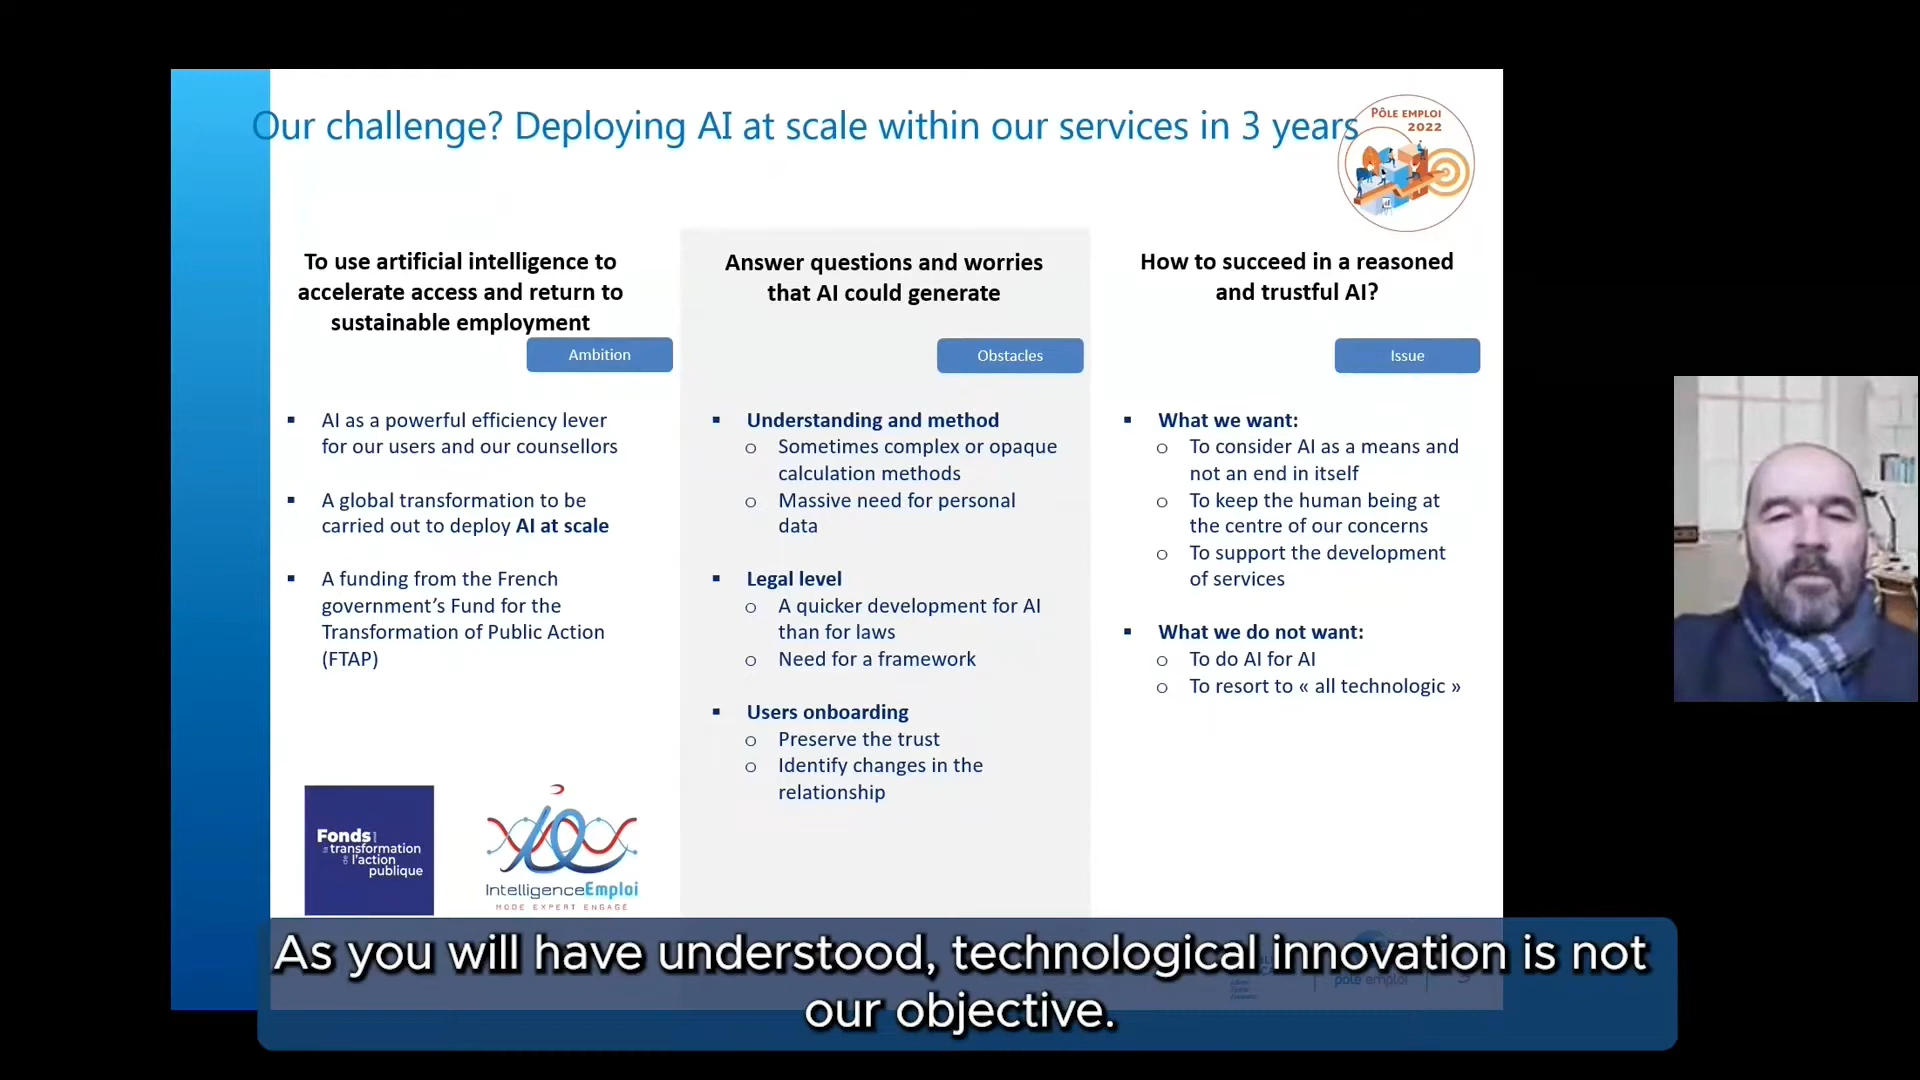 Our challenge? Deploying AI at scale within our services in 3 years
PÔLE EMPLOI
2022
To use artificial intelligence to
accelerate access and return to
sustainable employment
Ambition
▪ AI as a powerful efficiency lever
for our users and our counsellors
▪ A global transformation to be
carried out to deploy AI at scale
▪ A funding from the French
government’s Fund for the
Transformation of Public Action
(FTAP)
Fonds
transformation
de l'action
publique
IntelligenceEmploi
MODE EXPERT ENGAGÉ
Answer questions and worries
that AI could generate
Obstacles
▪ Understanding and method
o Sometimes complex or opaque
calculation methods
o Massive need for personal
data
▪ Legal level
o A quicker development for AI
than for laws
o Need for a framework
▪ Users onboarding
o Preserve the trust
o Identify changes in the
relationship
How to succeed in a reasoned
and trustful AI?
Issue
▪ What we want:
o To consider AI as a means and
not an end in itself
o To keep the human being at
the centre of our concerns
o To support the development
of services
▪ What we do not want:
o To do AI for AI
o To resort to « all technologic »
pôle emploi
As you will have understood, technological innovation is not
our objective.